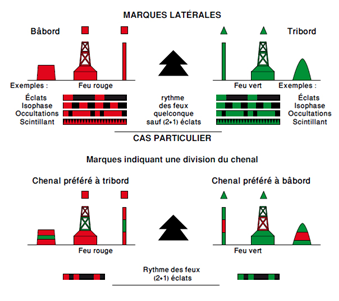 MARQUES LATÉRALES
Bâbord
Tribord
Exemples :
Feu rouge
Feu vert
Exemples :
Éclats
Isophase
Occultations
Scintillant
rythme
des feux
quelconque
sauf (2+1) éclats
Éclats
Isophase
Occultations
Scintillant
CAS PARTICULIER
Marques indiquant une division du chenal
Chenal préféré à tribord
Chenal préféré à bâbord
Feu rouge
Feu vert
Rythme des feux
(2+1) éclats